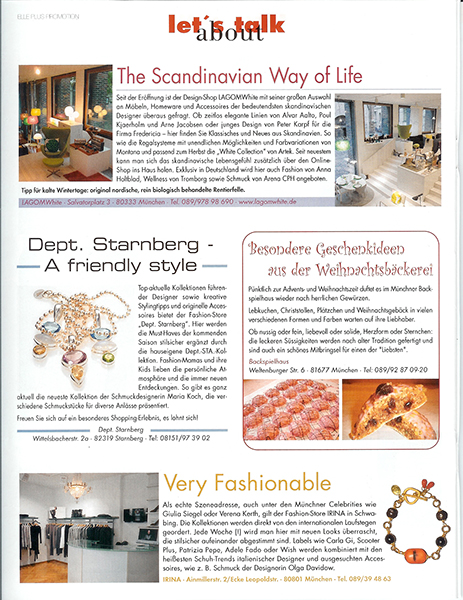 ELLE PLUS PROMOTION
let's talk
about
The Scandinavian Way of Life
Seit der Eröffnung ist der Design-Shop LAGOMWhite mit seiner großen Auswahl
an Möbeln, Homeware und Accessoires der bedeutendsten skandinavischen
Designer überaus gefragt. Ob zeitlos elegante Linien von Alvar Aalto, Poul
Kjaerholm und Arne Jacobsen oder junges Design von Peter Karpf für die
Firma Fredericia – hier finden Sie Klassisches und Neues aus Skandinavien. So
wie die Regalsysteme mit unendlichen Möglichkeiten und Farbvariationen von
Montana und passend zum Herbst die „White Collection" von Artek. Seit neuestem
kann man sich das skandinavische Lebensgefühl zusätzlich über den Online-
Shop ins Haus holen. Exklusiv in Deutschland wird hier auch Fashion von Anna
Holtblad, Wellness von Tromborg sowie Schmuck von Arena CPH angeboten.
Tipp für kalte Wintertage: original nordische, rein biologisch behandelte Rentierfelle.
LAGOMWhite · Salvatorplatz 3 · 80333 München · Tel. 089/978 98 690 · www.lagomwhite.de
Dept. Starnberg -
A friendly style
Top aktuelle Kollektionen führen-
der Designer sowie kreative
Stylingtipps und originelle Acces-
soires bietet der Fashion-Store
„Dept. Starnberg". Hier werden
die Must-Haves der kommenden
Saison stilsicher ergänzt durch
die hauseigene Dept.-STA.-Kol-
lektion. Fashion-Mamas und ihre
Kids lieben die persönliche At-
mosphäre und die immer neuen
Entdeckungen. So gibt es ganz
aktuell die neueste Kollektion der Schmuckdesignerin Maria Koch, die ver-
schiedene Schmuckstücke für diverse Anlässe präsentiert.
Freuen Sie sich auf ein besonderes Shopping-Erlebnis, es lohnt sich!
Dept. Starnberg
Wittelsbacherstr. 2a · 82319 Starnberg · Tel: 08151/97 39 02
Besondere Geschenkideen
aus der Weihnachtsbäckerei
Pünktlich zur Advents- und Weihnachtszeit duftet es im Münchner Back-
spielhaus wieder nach herrlichen Gewürzen.
Lebkuchen, Christstollen, Plätzchen und Weihnachtsgebäck in vielen
verschiedenen Formen und Farben warten auf ihre Liebhaber.
Ob nussig oder fein, liebevoll oder solide, Herzform oder Sternchen:
die leckeren Süssigkeiten werden noch alter Tradition gefertigt und
sind auch ein schönes Mitbringsel für einen der "Liebsten".
Backspielhaus
Weltenburger Str. 6 · 81677 München · Tel: 089/92 87 09-20
Very Fashionable
Als echte Szeneadresse, auch unter den Münchner Celebrities wie
Giulia Siegel oder Verena Kerth, gilt der Fashion-Store IRINA in Schwa-
bing. Die Kollektionen werden direkt von den internationalen Laufstegen
geordert. Jede Woche (!) wird man hier mit neuen Looks überrascht,
die stilsicher aufeinander abgestimmt sind. Labels wie Carla G, Scooter
Plus, Patrizia Pepe, Adele Fado oder Wish werden kombiniert mit den
heißesten Schuh-Trends italienischer Designer und ausgesuchten Acces-
soires, wie z. B. Schmuck der Designerin Olga Davidow.
IRINA · Ainmillerstr. 2/Ecke Leopoldstr. · 80801 München · Tel. 089/39 48 63